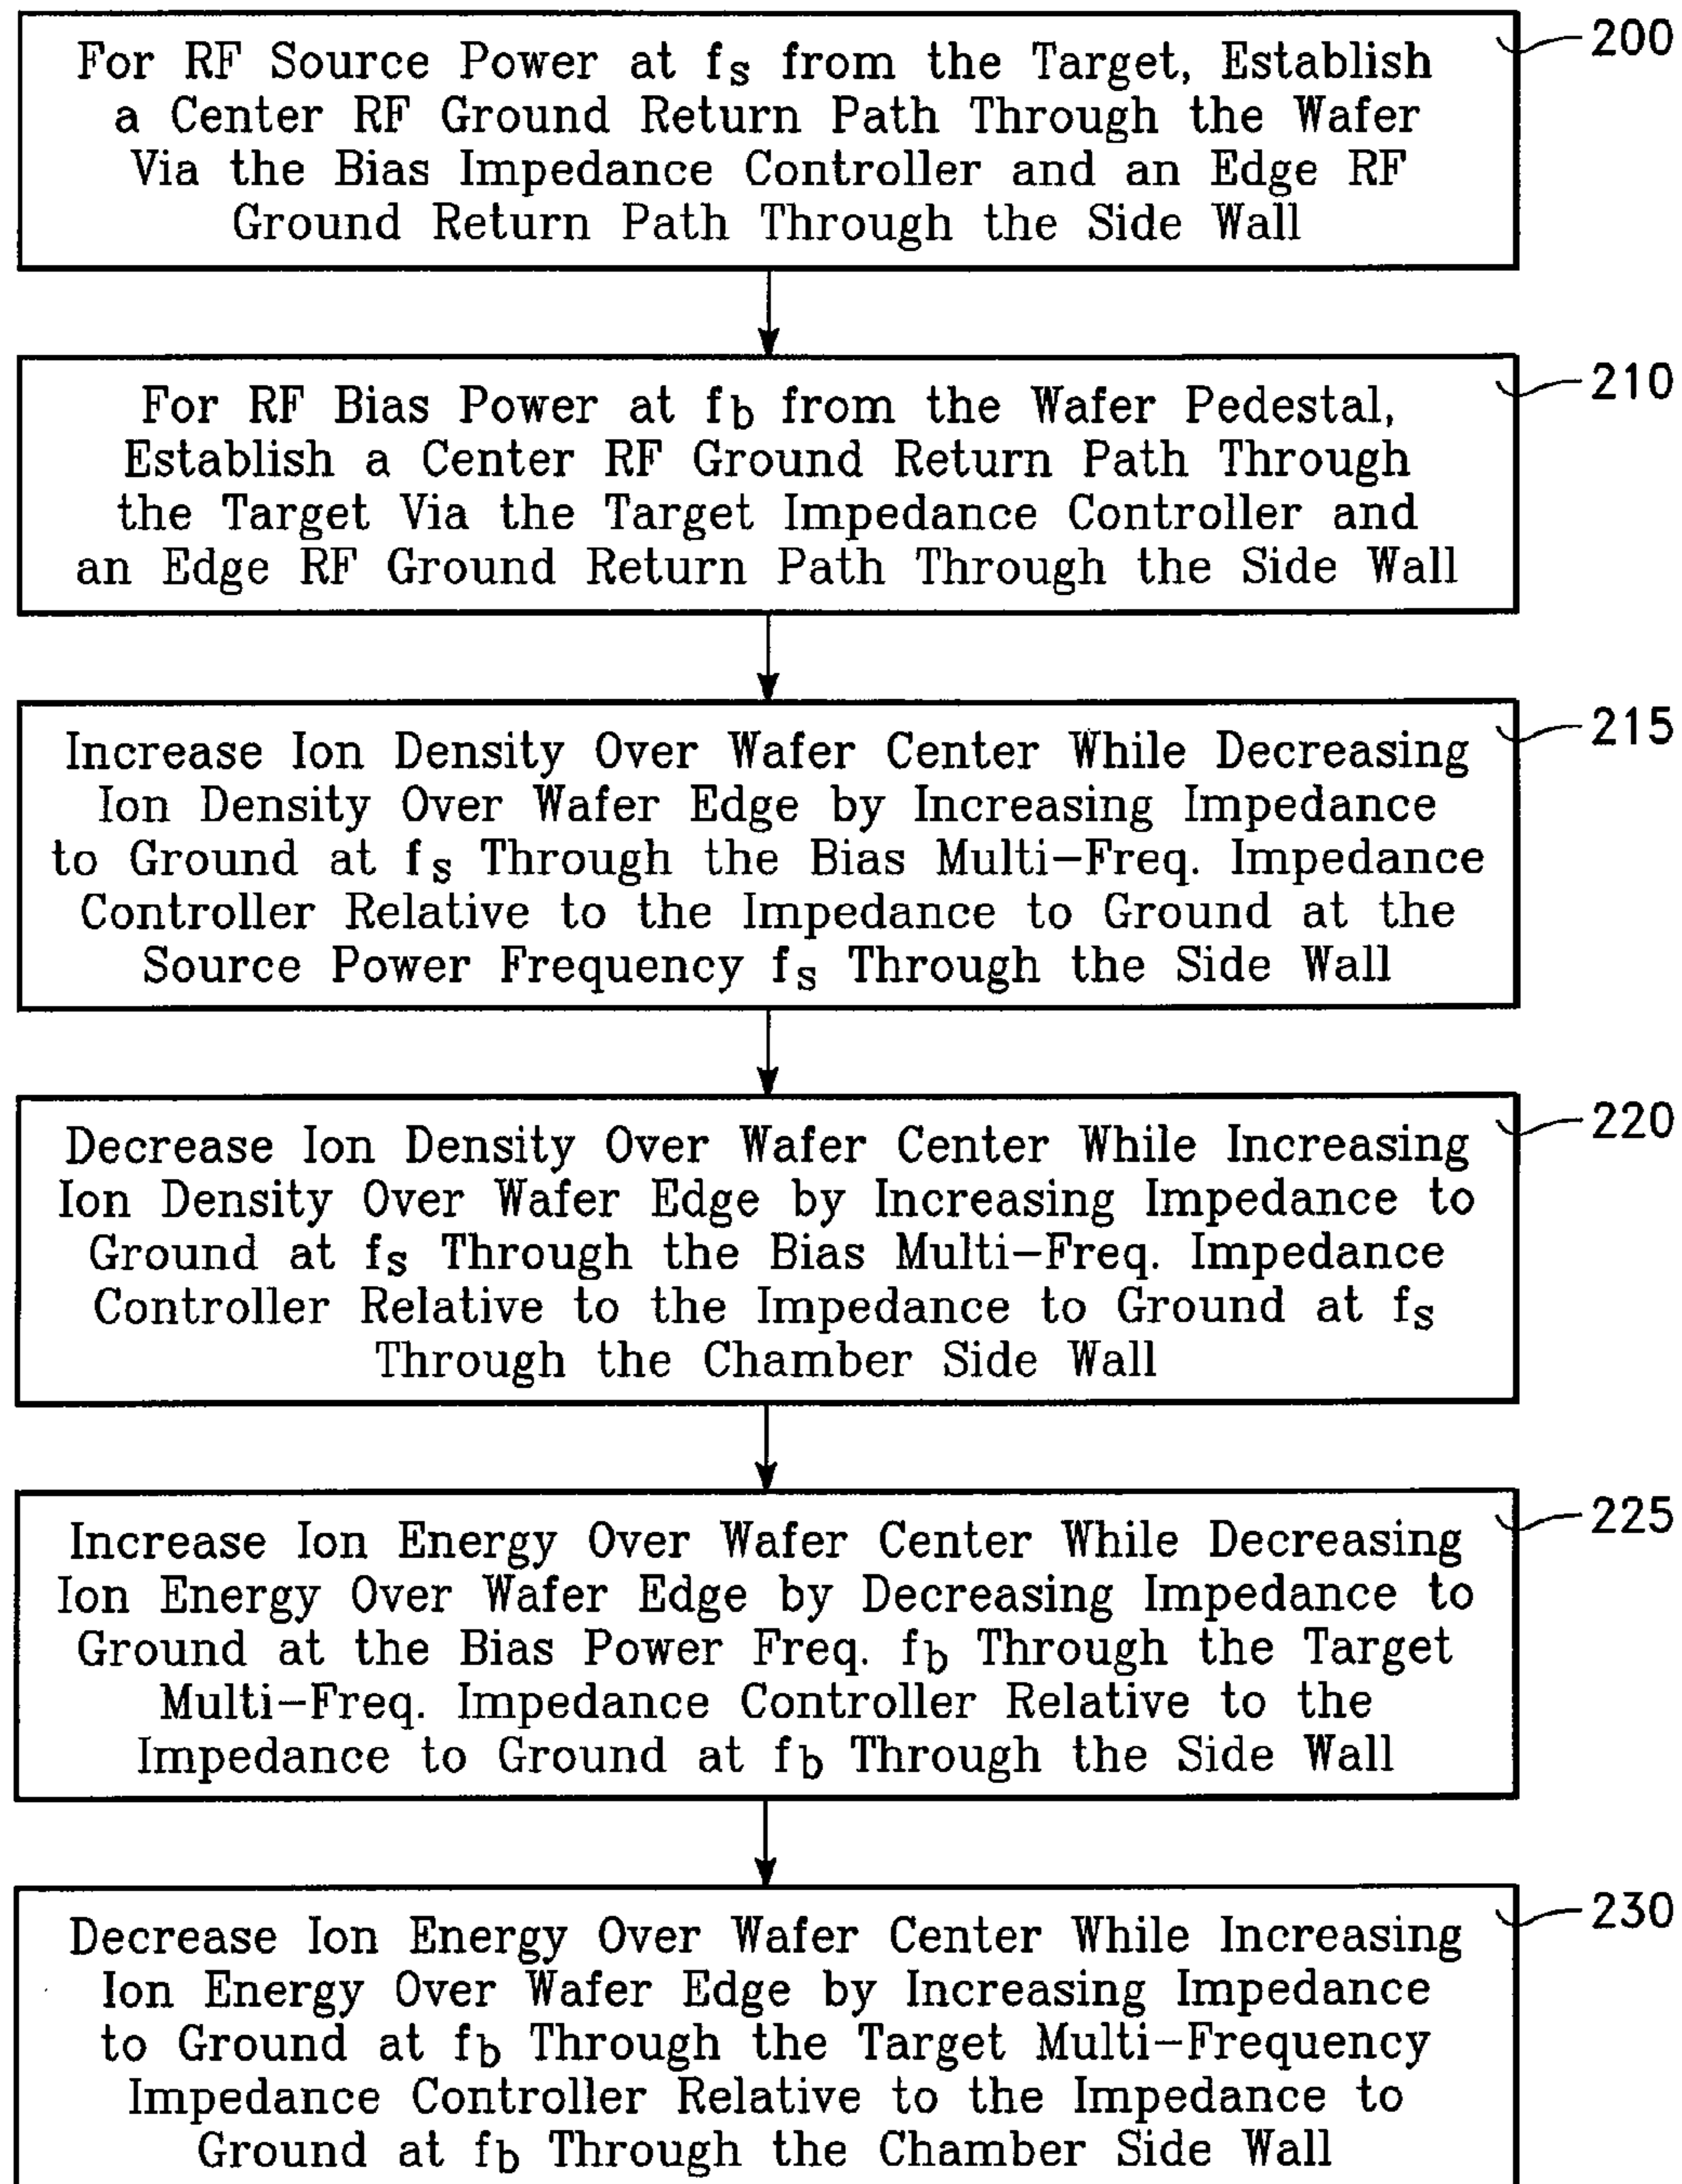 For RF Source Power at fs from the Target, Establish
a Center RF Ground Return Path Through the Wafer
Via the Bias Impedance Controller and an Edge RF
Ground Return Path Through the Side Wall
200
For RF Bias Power at fb from the Wafer Pedestal,
Establish a Center RF Ground Return Path Through
the Target Via the Target Impedance Controller and
an Edge RF Ground Return Path Through the Side Wall
210
Increase Ion Density Over Wafer Center While Decreasing
Ion Density Over Wafer Edge by Increasing Impedance
to Ground at fs Through the Bias Multi-Freq. Impedance
Controller Relative to the Impedance to Ground at the
Source Power Frequency fs Through the Side Wall
215
Decrease Ion Density Over Wafer Center While Increasing
Ion Density Over Wafer Edge by Increasing Impedance to
Ground at fs Through the Bias Multi-Freq. Impedance
Controller Relative to the Impedance to Ground at fs
Through the Chamber Side Wall
220
Increase Ion Energy Over Wafer Center While Decreasing
Ion Energy Over Wafer Edge by Decreasing Impedance to
Ground at the Bias Power Freq. fb Through the Target
Multi-Freq. Impedance Controller Relative to the
Impedance to Ground at fb Through the Side Wall
225
Decrease Ion Energy Over Wafer Center While Increasing
Ion Energy Over Wafer Edge by Increasing Impedance
to Ground at fb Through the Target Multi-Frequency
Impedance Controller Relative to the Impedance to
Ground at fb Through the Chamber Side Wall
230